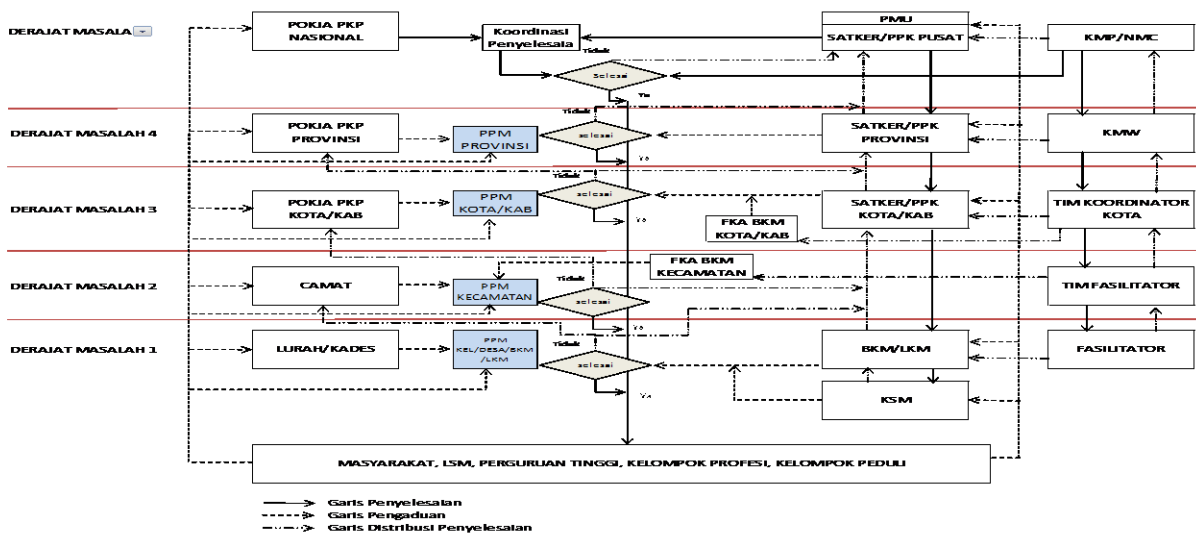 DERAJAT MASALA
POKJA PKP
NASIONAL
Koordinasi
Penyelesaia
Tidak
Selesai
Ya
PMU
SATKER/PPK PUSAT
KMP/NMC
DERAJAT MASALAH 4
POKJA PKP
PROVINSI
PPM
PROVINSI
Tidak
selesai
Ya
SATKER/PPK
PROVINSI
KMW
DERAJAT MASALAH 3
POKJA PKP
KOTA/KAB
PPM
KOTA/KAB
Tidak
selesai
Ya
FKA BKM
KOTA/KAB
SATKER/PPK
KOTA/KAB
TIM KOORDINATOR
KOTA
DERAJAT MASALAH 2
CAMAT
PPM
KECAMATAN
Tidak
selesai
Ya
FKA BKM
KECAMATAN
TIM FASILITATOR
DERAJAT MASALAH 1
LURAH/KADES
PPM
KEL/DESA/BKM
/LKM
Tidak
selesai
Ya
BKM/LKM
FASILITATOR
KSM
MASYARAKAT, LSM, PERGURUAN TINGGI, KELOMPOK PROFESI, KELOMPOK PEDULI
Garis Penyelesaian
Garis Pengaduan
Garis Distribusi Penyelesaian